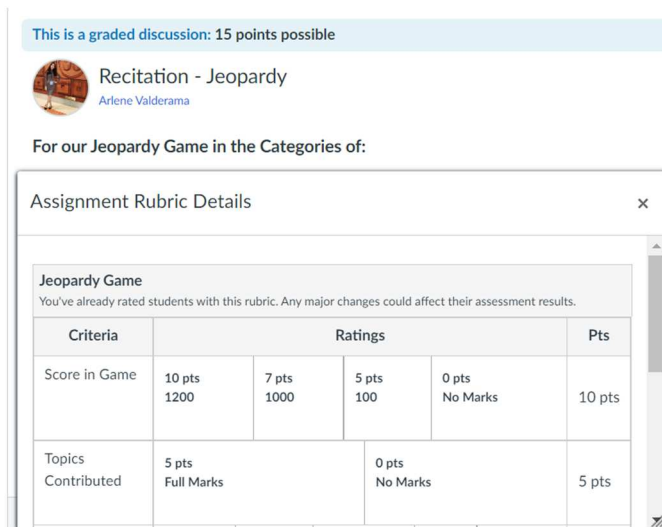 This is a graded discussion: 15 points possible
Recitation - Jeopardy
Arlene Valderama
For our Jeopardy Game in the Categories of:
Assignment Rubric Details
×
Jeopardy Game
You've already rated students with this rubric. Any major changes could affect their assessment results.
Criteria Ratings Pts
Score in Game
10 pts
1200
7 pts
1000
5 pts
100
0 pts
No Marks
10 pts
Topics
Contributed
5 pts
Full Marks
0 pts
No Marks
5 pts